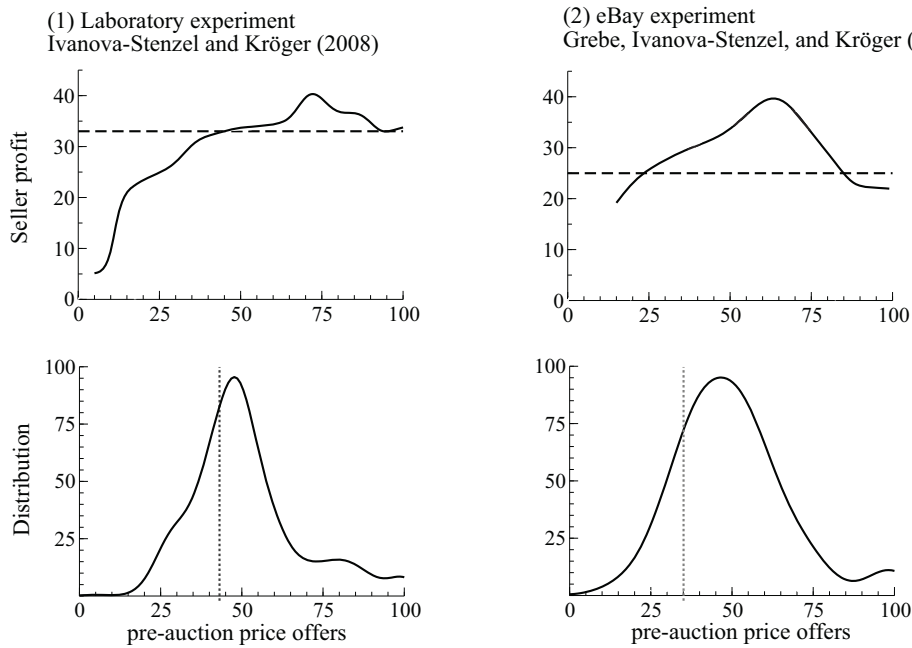 (1) Laboratory experiment
Ivanova-Stenzel and Kröger (2008)
(2) eBay experiment
Grebe, Ivanova-Stenzel, and Kröger (
Seller profit
40
30
20
10
0
0 25 50 75 100
40
30
20
10
0
0 25 50 75 100
Distribution
100
75
50
25
0 25 50 75 100
pre-auction price offers
100
75
50
25
0 25 50 75 100
pre-auction price offers